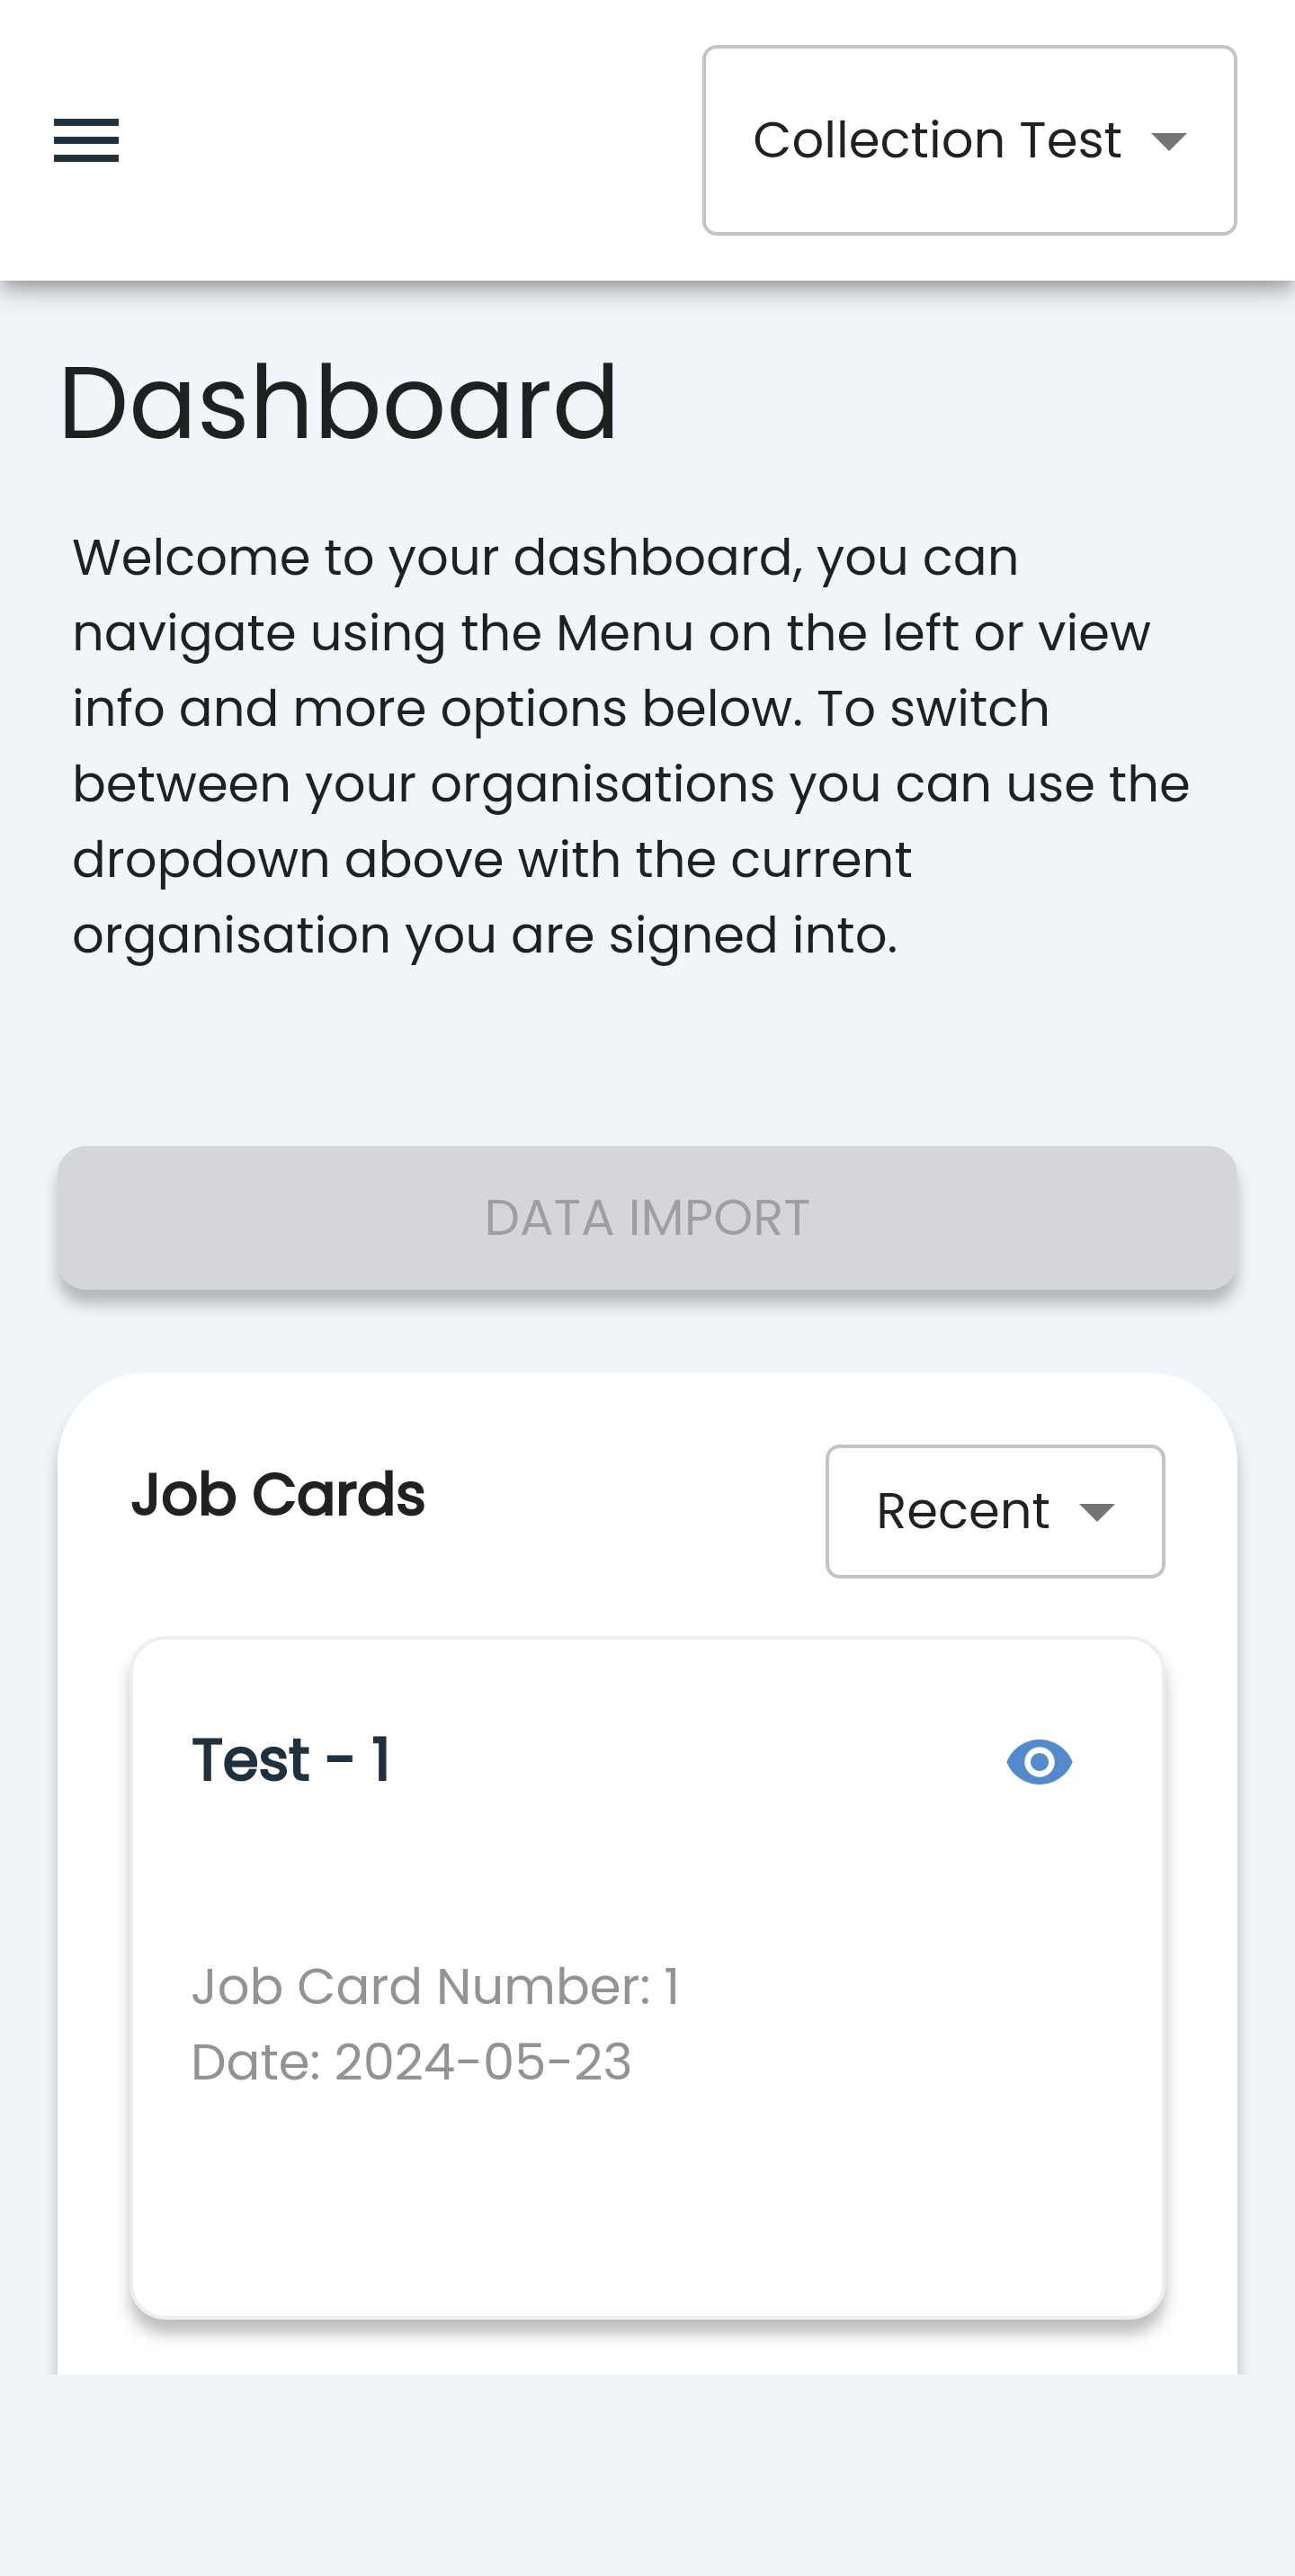 Collection Test
Dashboard
Welcome to your dashboard, you can
navigate using the Menu on the left or view
info and more options below. To switch
between your organisations you can use the
dropdown above with the current
organisation you are signed into.
DATA IMPORT
Job Cards
Recent
Test - 1
Job Card Number: 1
Date: 2024-05-23